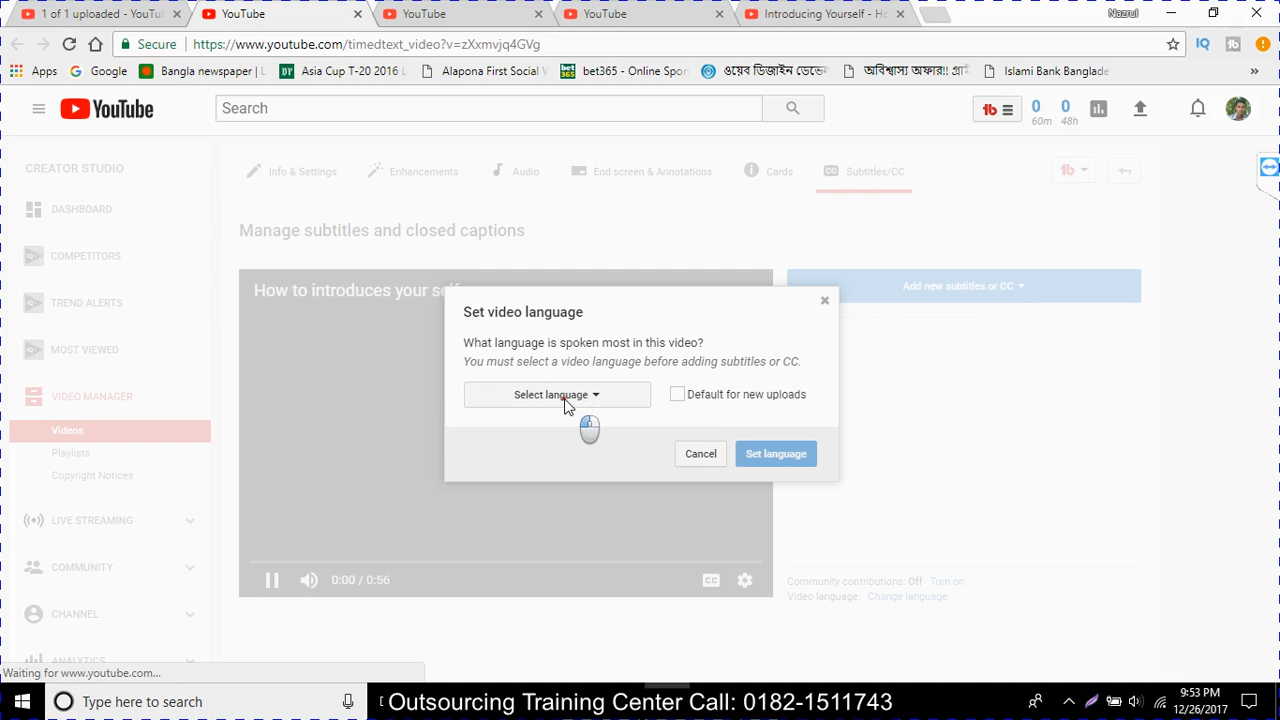 1 of 1 uploaded - YouTu
YouTube
YouTube
YouTube
Introducing Yourself - Ho
Nazrul
Secure
https://www.youtube.com/timedtext_video?v=zXxmvjq4GVg
Apps
Google
Bangla newspaper | L
Asia Cup T-20 2016 L
Alapona First Social
bet365 - Online Spor
ওয়েব ডিজাইন ডেভে
অবিশ্বাস্য অফার!!
Islami Bank Banglade
YouTube
Search
0
60m
0
48h
CREATOR STUDIO
Info & Settings
Enhancements
Audio
End screen & Annotations
Cards
CC
Subtitles/CC
DASHBOARD
COMPETITORS
TREND ALERTS
MOST VIEWED
VIDEO MANAGER
Videos
Playlists
Copyright Notices
LIVE STREAMING
COMMUNITY
CHANNEL
ANALYTICS
Manage subtitles and closed captions
How to introduces your self
Add new subtitles or CC
Set video language
What language is spoken most in this video?
You must select a video language before adding subtitles or CC.
Select language
Default for new uploads
Cancel
Set language
0:00 / 0:56
CC
Community contributions: Off Turn on
Video language: Change language
Waiting for www.youtube.com...
Type here to search
Outsourcing Training Center Call: 0182-1511743
9:53 PM
12/26/2017